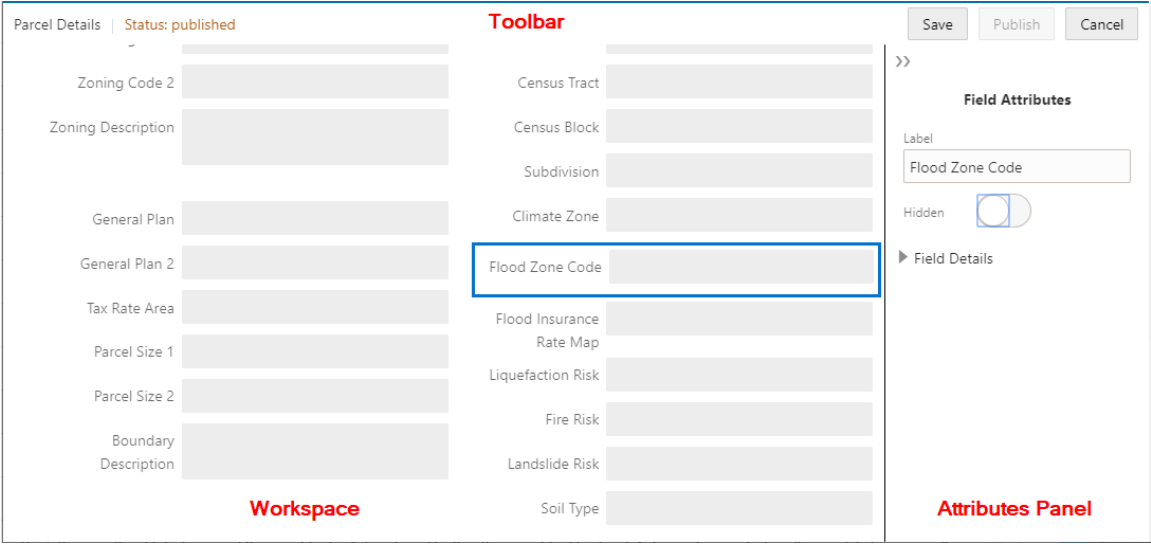 Parcel Details | Status: published
Toolbar
Save
Publish
Cancel
Zoning Code 2
Zoning Description
General Plan
General Plan 2
Tax Rate Area
Parcel Size 1
Parcel Size 2
Boundary
Description
Workspace
Census Tract
Census Block
Subdivision
Climate Zone
Flood Zone Code
Flood Insurance
Rate Map
Liquefaction Risk
Fire Risk
Landslide Risk
Soil Type
Field Attributes
Label
Flood Zone Code
Hidden
Field Details
Attributes Panel